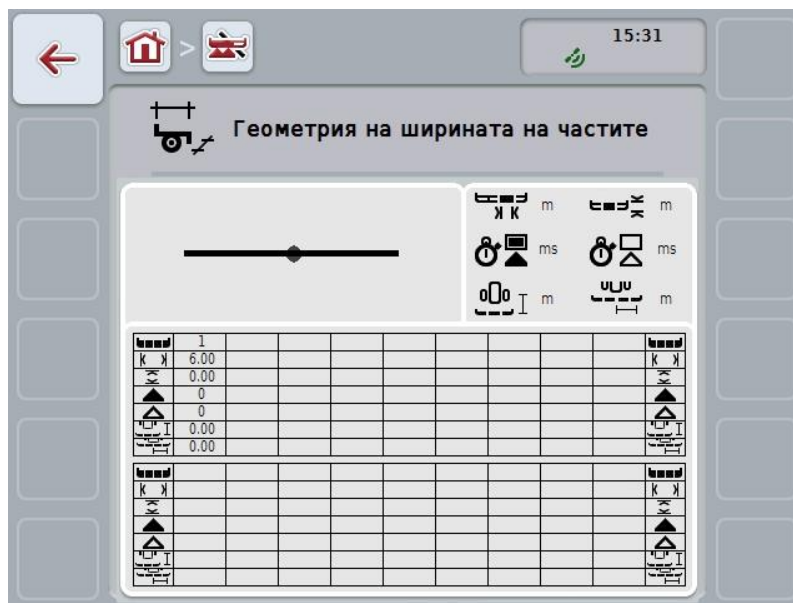 >
15:31
Геометрия на ширината на частите
m m
ms ms
m m
1
6.00
0.00
0
0
0.00
0.00